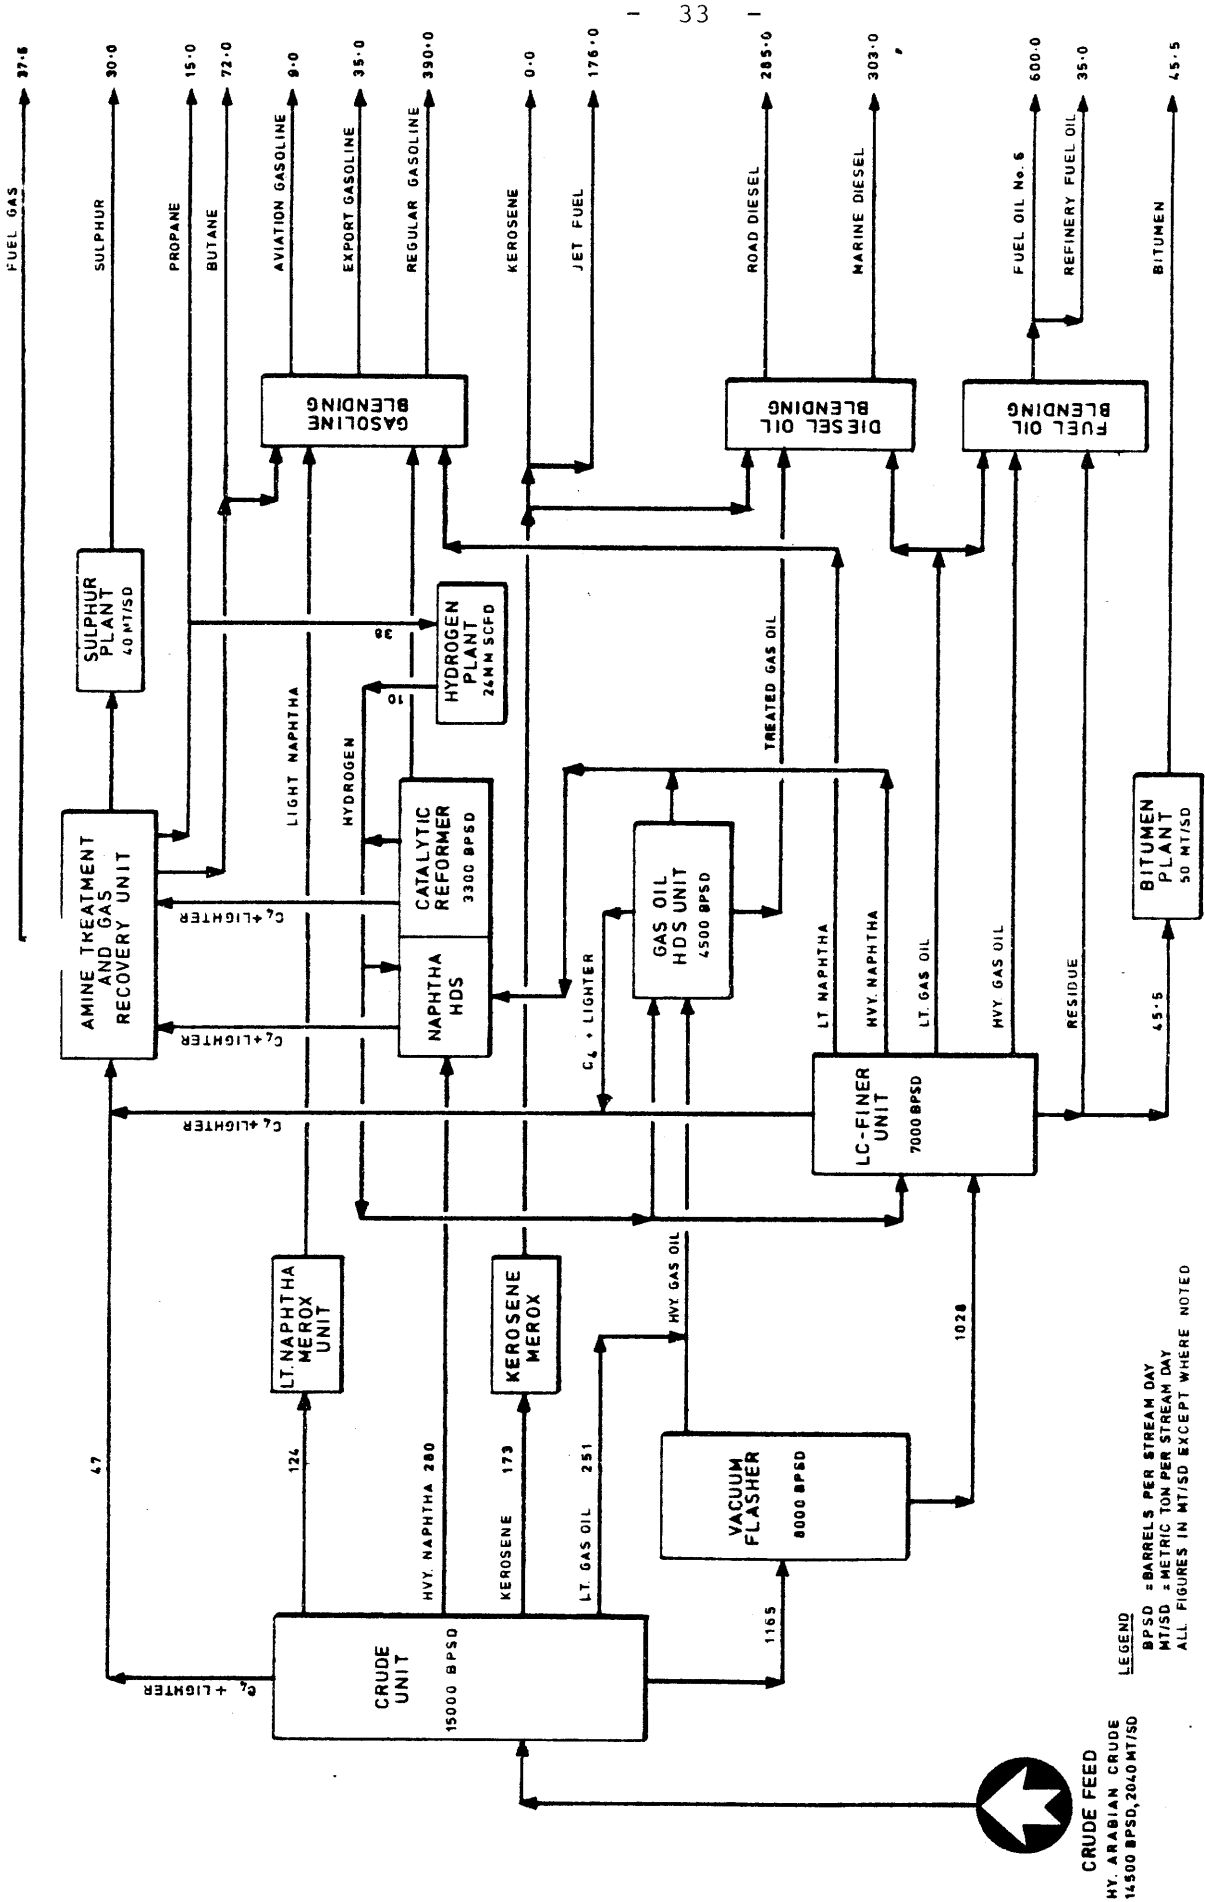 - 33 -
FUEL GAS 37·6
SULPHUR 30·0
PROPANE 15·0
BUTANE 72·0
AVIATION GASOLINE 9·0
EXPORT GASOLINE 35·0
REGULAR GASOLINE 390·0
KEROSENE 0·0
JET FUEL 176·0
ROAD DIESEL 285·0
MARINE DIESEL 303·0
FUEL OIL No. 6 600·0
REFINERY FUEL OIL 35·0
BITUMEN 45·5
GASOLINE
BLENDING
DIESEL OIL
BLENDING
FUEL OIL
BLENDING
SULPHUR
PLANT
40 MT/SD
HYDROGEN
PLANT
24MM SCFD
38
10
LIGHT NAPHTHA
HYDROGEN
TREATED GAS OIL
AMINE TREATMENT
AND GAS
RECOVERY UNIT
C4+LIGHTER
C4+LIGHTER
CATALYTIC
REFORMER
3300 BPSD
NAPHTHA
HDS
GAS OIL
HDS UNIT
4500 BPSD
C4 + LIGHTER
LT. NAPHTHA
HVY. NAPHTHA
LT. GAS OIL
HVY. GAS OIL
RESIDUE
BITUMEN
PLANT
50 MT/SD
45·5
C4+LIGHTER
LC-FINER
UNIT
7000 BPSD
LT. NAPHTHA
MEROX
UNIT
KEROSENE
MEROX
HVY. GAS OIL
1028
47
124
HVY. NAPHTHA 280
KEROSENE 173
LT. GAS OIL 251
VACUUM
FLASHER
8000 BPSD
1165
C4 + LIGHTER
CRUDE
UNIT
15000 BPSD
CRUDE FEED
HY. ARABIAN CRUDE
14500 BPSD, 2040 MT/SD
LEGEND
BPSD = BARRELS PER STREAM DAY
MT/SD = METRIC TON PER STREAM DAY
ALL FIGURES IN MT/SD EXCEPT WHERE NOTED